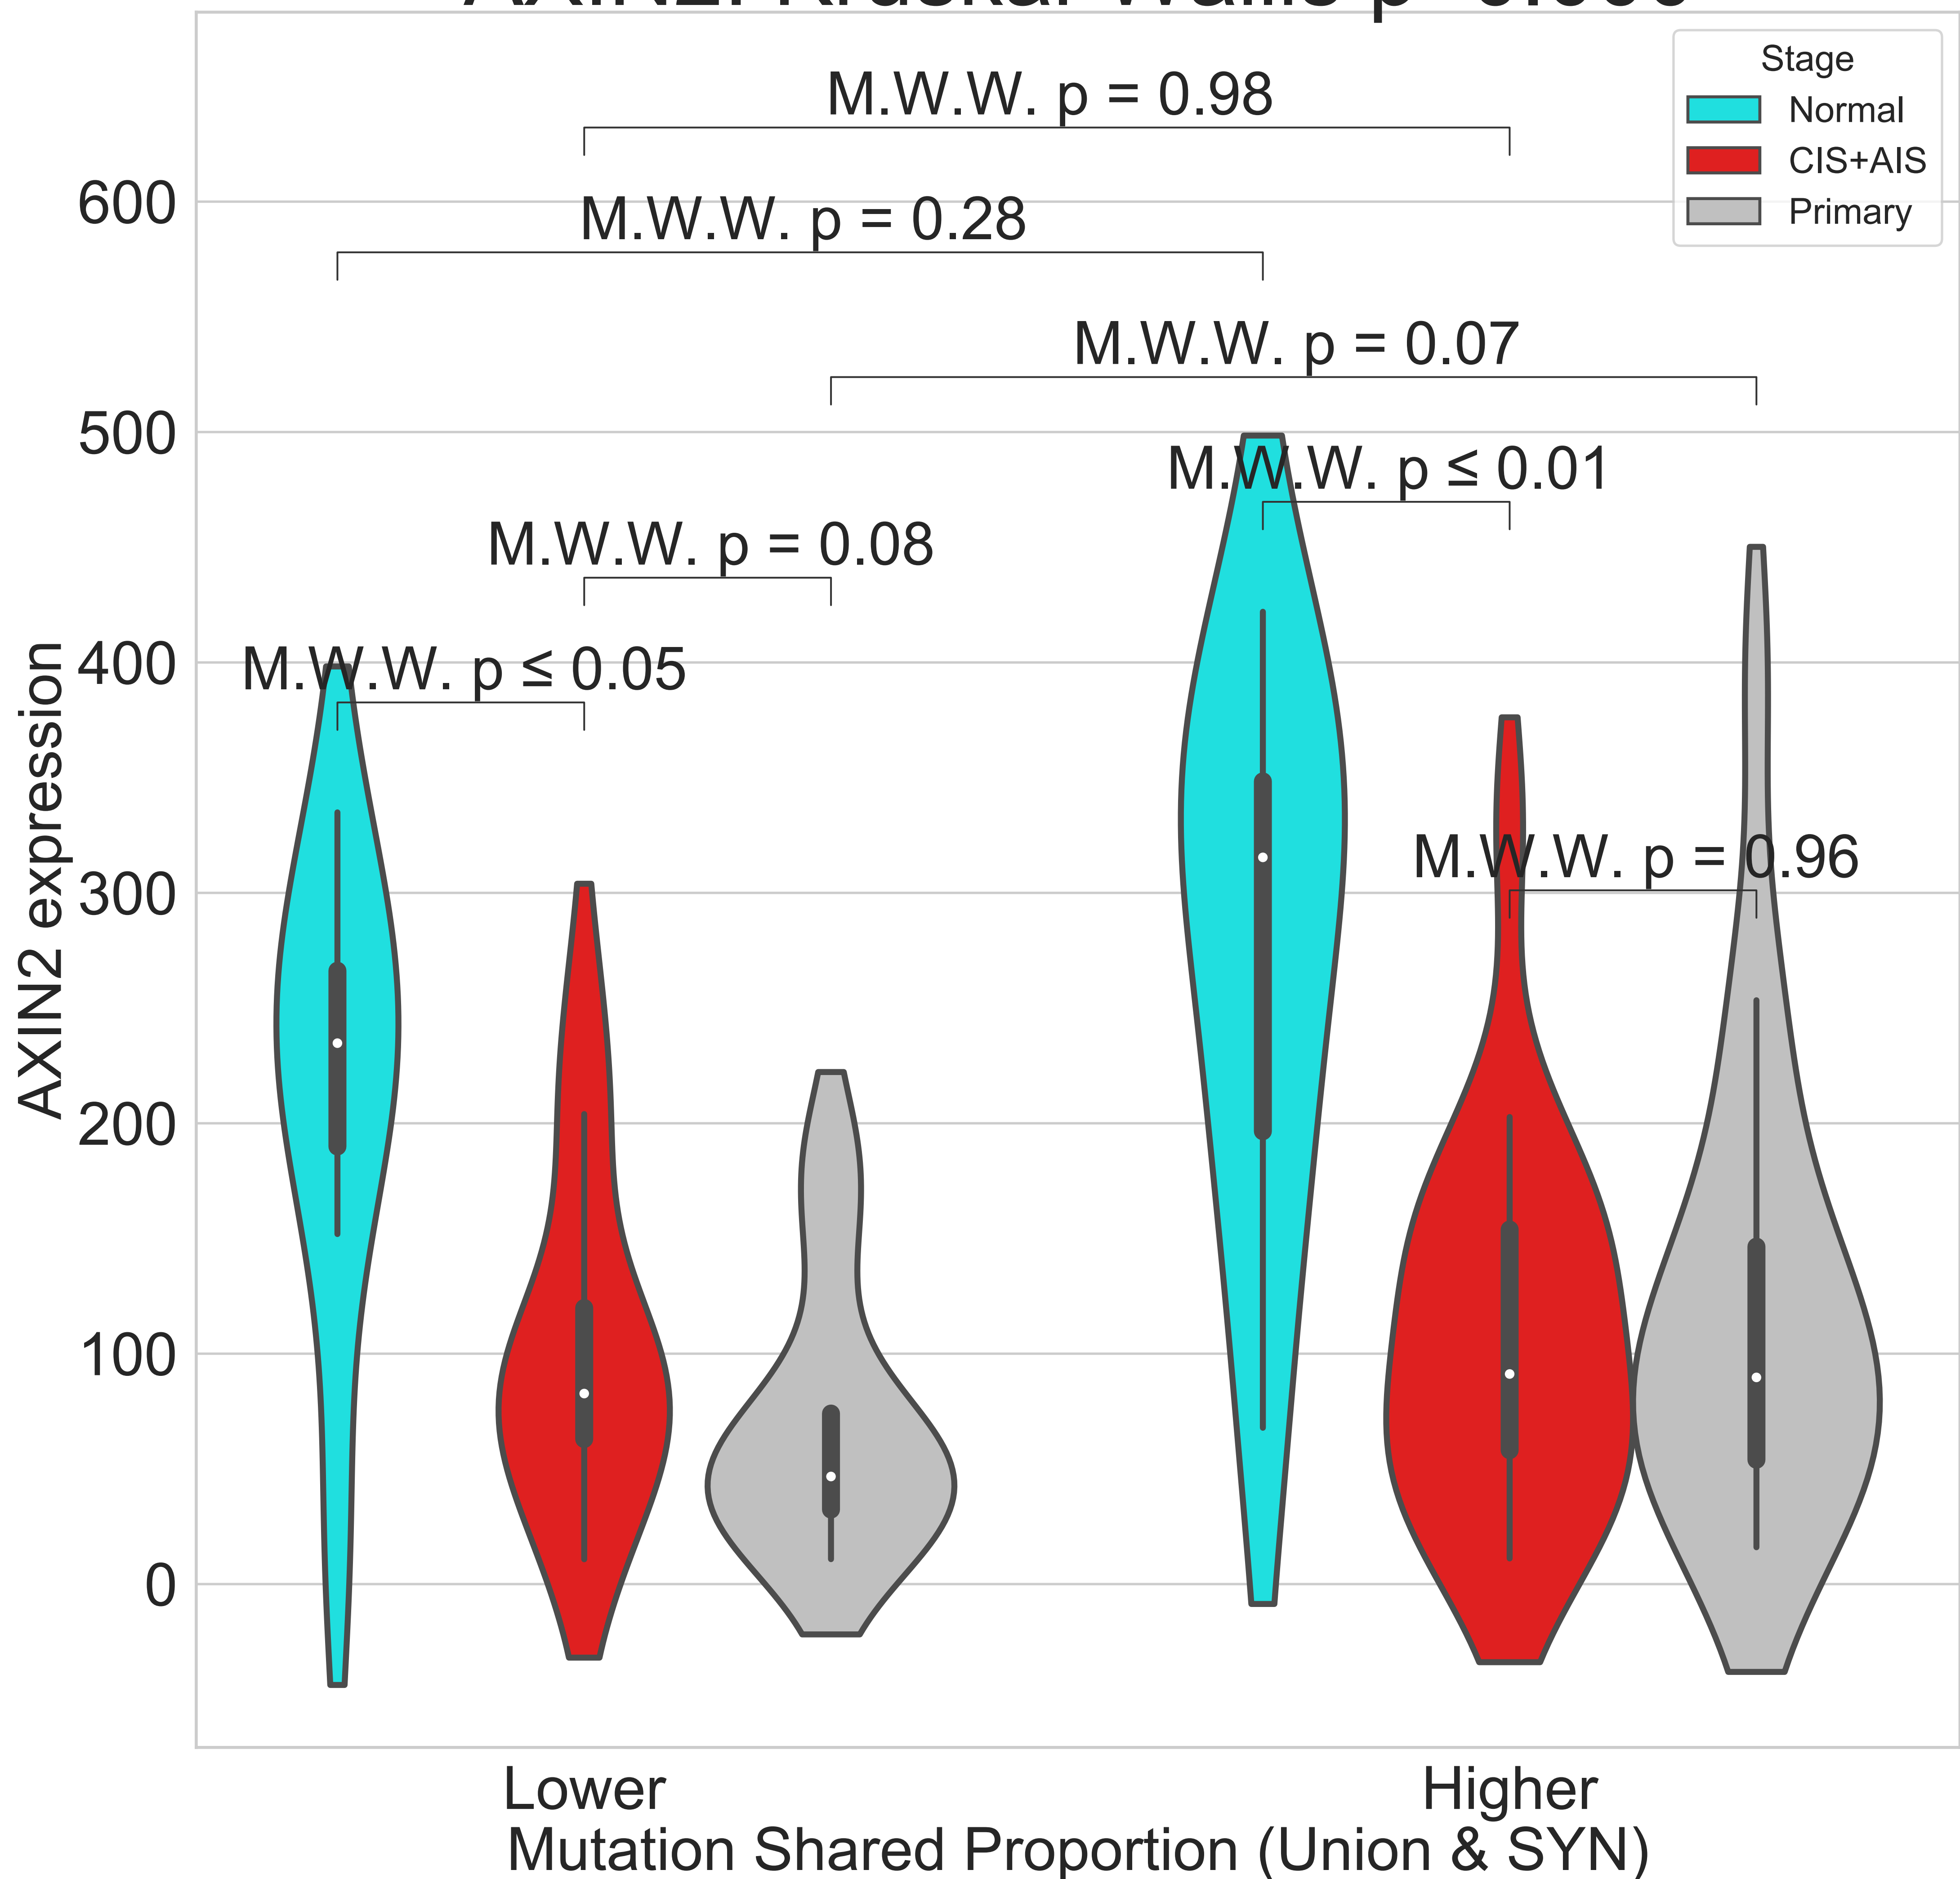 Stage
Normal
CIS+AIS
Primary
M.W.W. p = 0.98
M.W.W. p = 0.28
M.W.W. p = 0.07
M.W.W. p ≤ 0.01
M.W.W. p = 0.08
M.W.W. p ≤ 0.05
M.W.W. p = 0.96
AXIN2 expression
600
500
400
300
200
100
0
Lower
Higher
Mutation Shared Proportion (Union & SYN)